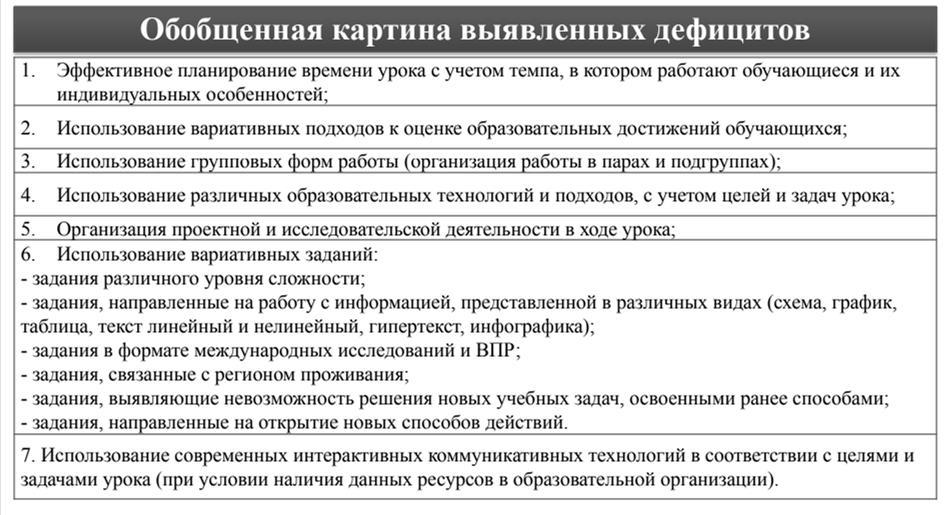 Обобщенная картина выявленных дефицитов
1. Эффективное планирование времени урока с учетом темпа, в котором работают обучающиеся и их
индивидуальных особенностей;
2. Использование вариативных подходов к оценке образовательных достижений обучающихся;
3. Использование групповых форм работы (организация работы в парах и подгруппах);
4. Использование различных образовательных технологий и подходов, с учетом целей и задач урока;
5. Организация проектной и исследовательской деятельности в ходе урока;
6. Использование вариативных заданий:
- задания различного уровня сложности;
- задания, направленные на работу с информацией, представленной в различных видах (схема, график,
таблица, текст линейный и нелинейный, гипертекст, инфографика);
- задания в формате международных исследований и ВПР;
- задания, связанные с регионом проживания;
- задания, выявляющие невозможность решения новых учебных задач, освоенными ранее способами;
- задания, направленные на открытие новых способов действий.
7. Использование современных интерактивных коммуникативных технологий в соответствии с целями и
задачами урока (при условии наличия данных ресурсов в образовательной организации).